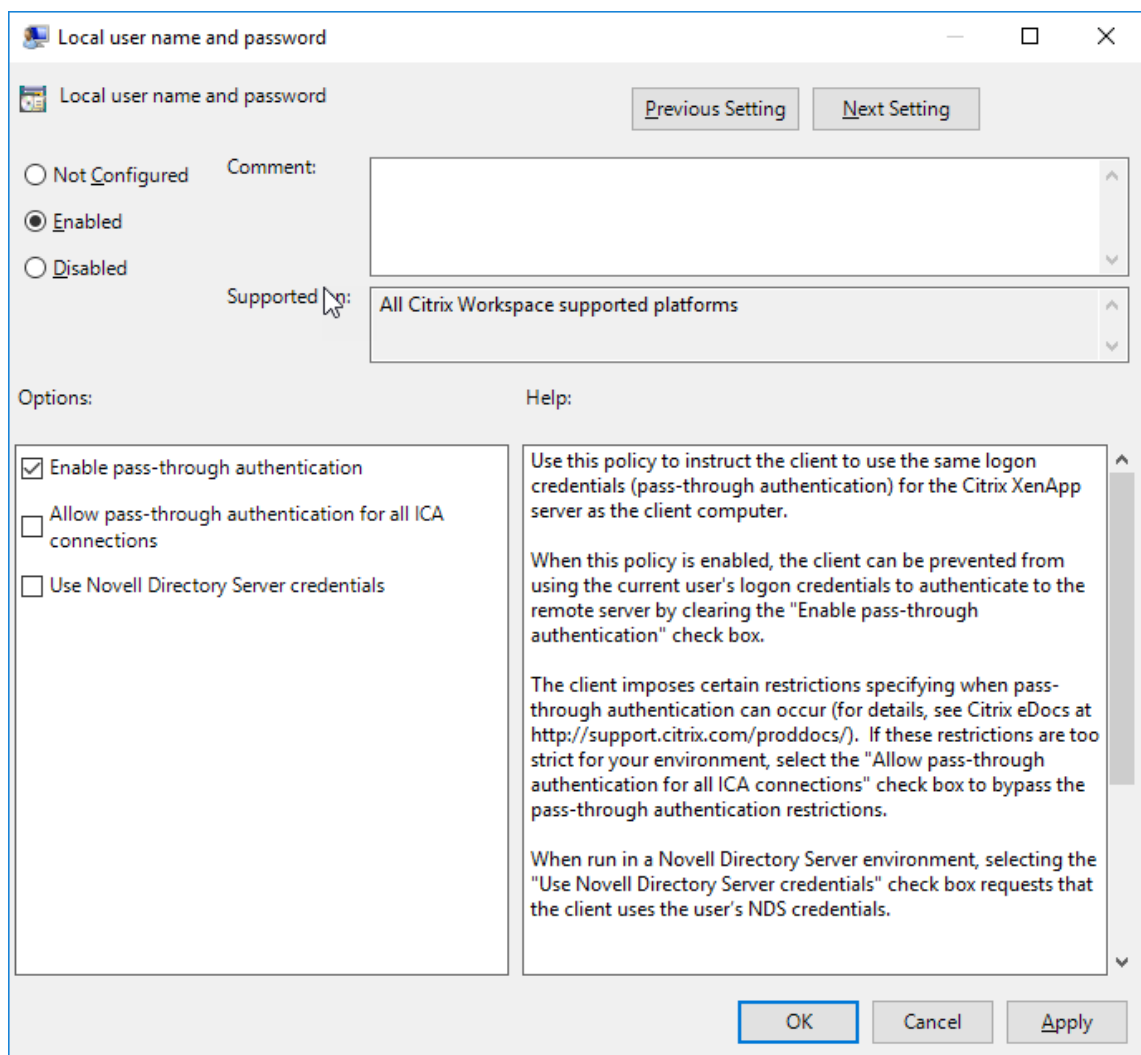 Local user name and password
Local user name and password
Previous Setting
Next Setting
Not Configured
Comment:
Enabled
Disabled
Supported
All Citrix Workspace supported platforms
Options:
Help:
Enable pass-through authentication
Allow pass-through authentication for all ICA
connections
Use Novell Directory Server credentials
Use this policy to instruct the client to use the same logon
credentials (pass-through authentication) for the Citrix XenApp
server as the client computer.
When this policy is enabled, the client can be prevented from
using the current user's logon credentials to authenticate to the
remote server by clearing the "Enable pass-through
authentication" check box.
The client imposes certain restrictions specifying when pass-
through authentication can occur (for details, see Citrix eDocs at
http://support.citrix.com/proddocs/).  If these restrictions are too
strict for your environment, select the "Allow pass-through
authentication for all ICA connections" check box to bypass the
pass-through authentication restrictions.
When run in a Novell Directory Server environment, selecting the
"Use Novell Directory Server credentials" check box requests that
the client uses the user's NDS credentials.
OK
Cancel
Apply